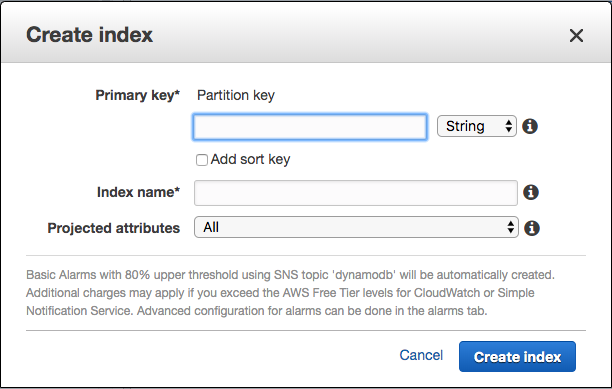 Create index
Primary key* Partition key
String
Add sort key
Index name*
Projected attributes All
Basic Alarms with 80% upper threshold using SNS topic 'dynamodb' will be automatically created.
Additional charges may apply if you exceed the AWS Free Tier levels for CloudWatch or Simple
Notification Service. Advanced configuration for alarms can be done in the alarms tab.
Cancel Create index